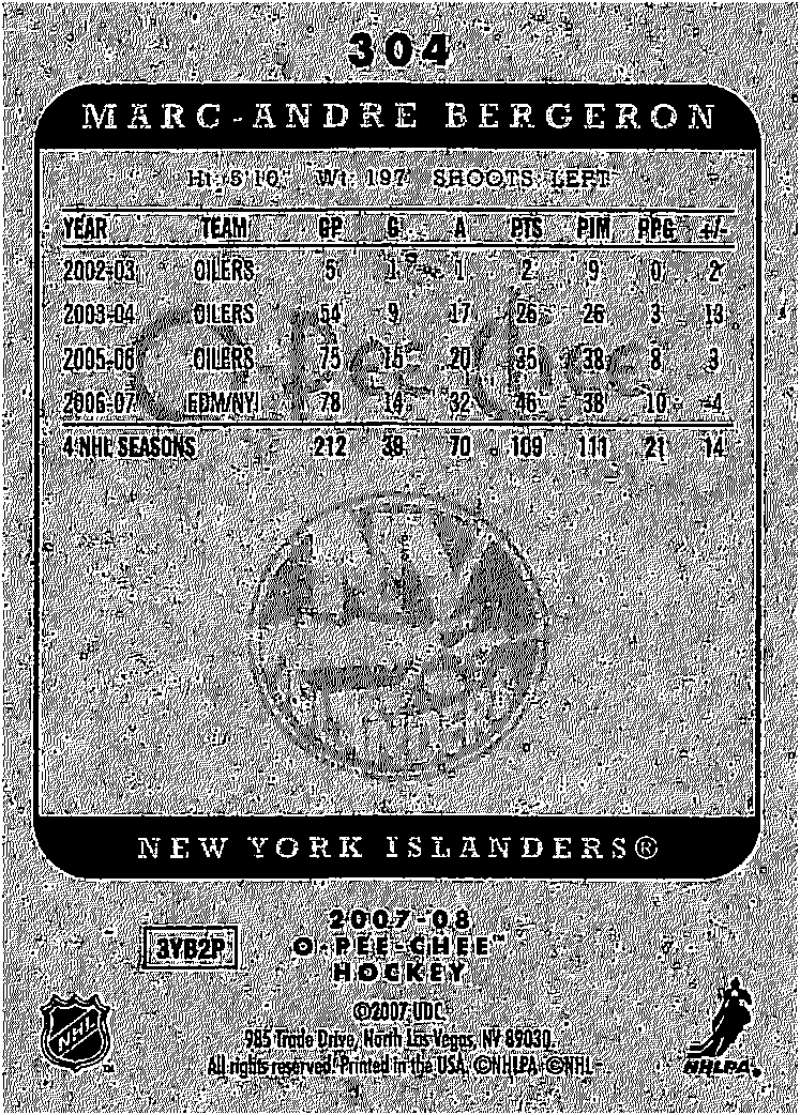 304
MARC-ANDRE BERGERON
Ht: 5'10" Wt: 197 SHOOTS: LEFT
YEAR TEAM GP G A PTS PIM PPG +/-
2002-03 OILERS 5 1 1 2 9 0 2
2003-04 OILERS 54 9 17 26 26 3 13
2005-06 OILERS 75 15 20 35 38 8 3
2006-07 EDM/NYI 78 14 32 46 38 10 -4
4 NHL SEASONS 212 39 70 109 111 21 14
O-Pee-Chee
NEW YORK ISLANDERS®
2007-08
3YB2P O-PEE-CHEE™
HOCKEY
©2007 UDC
985 Trade Drive, North Las Vegas, NV 89030.
All rights reserved. Printed in the USA. ©NHLPA ©NHL
NHL
NHLPA